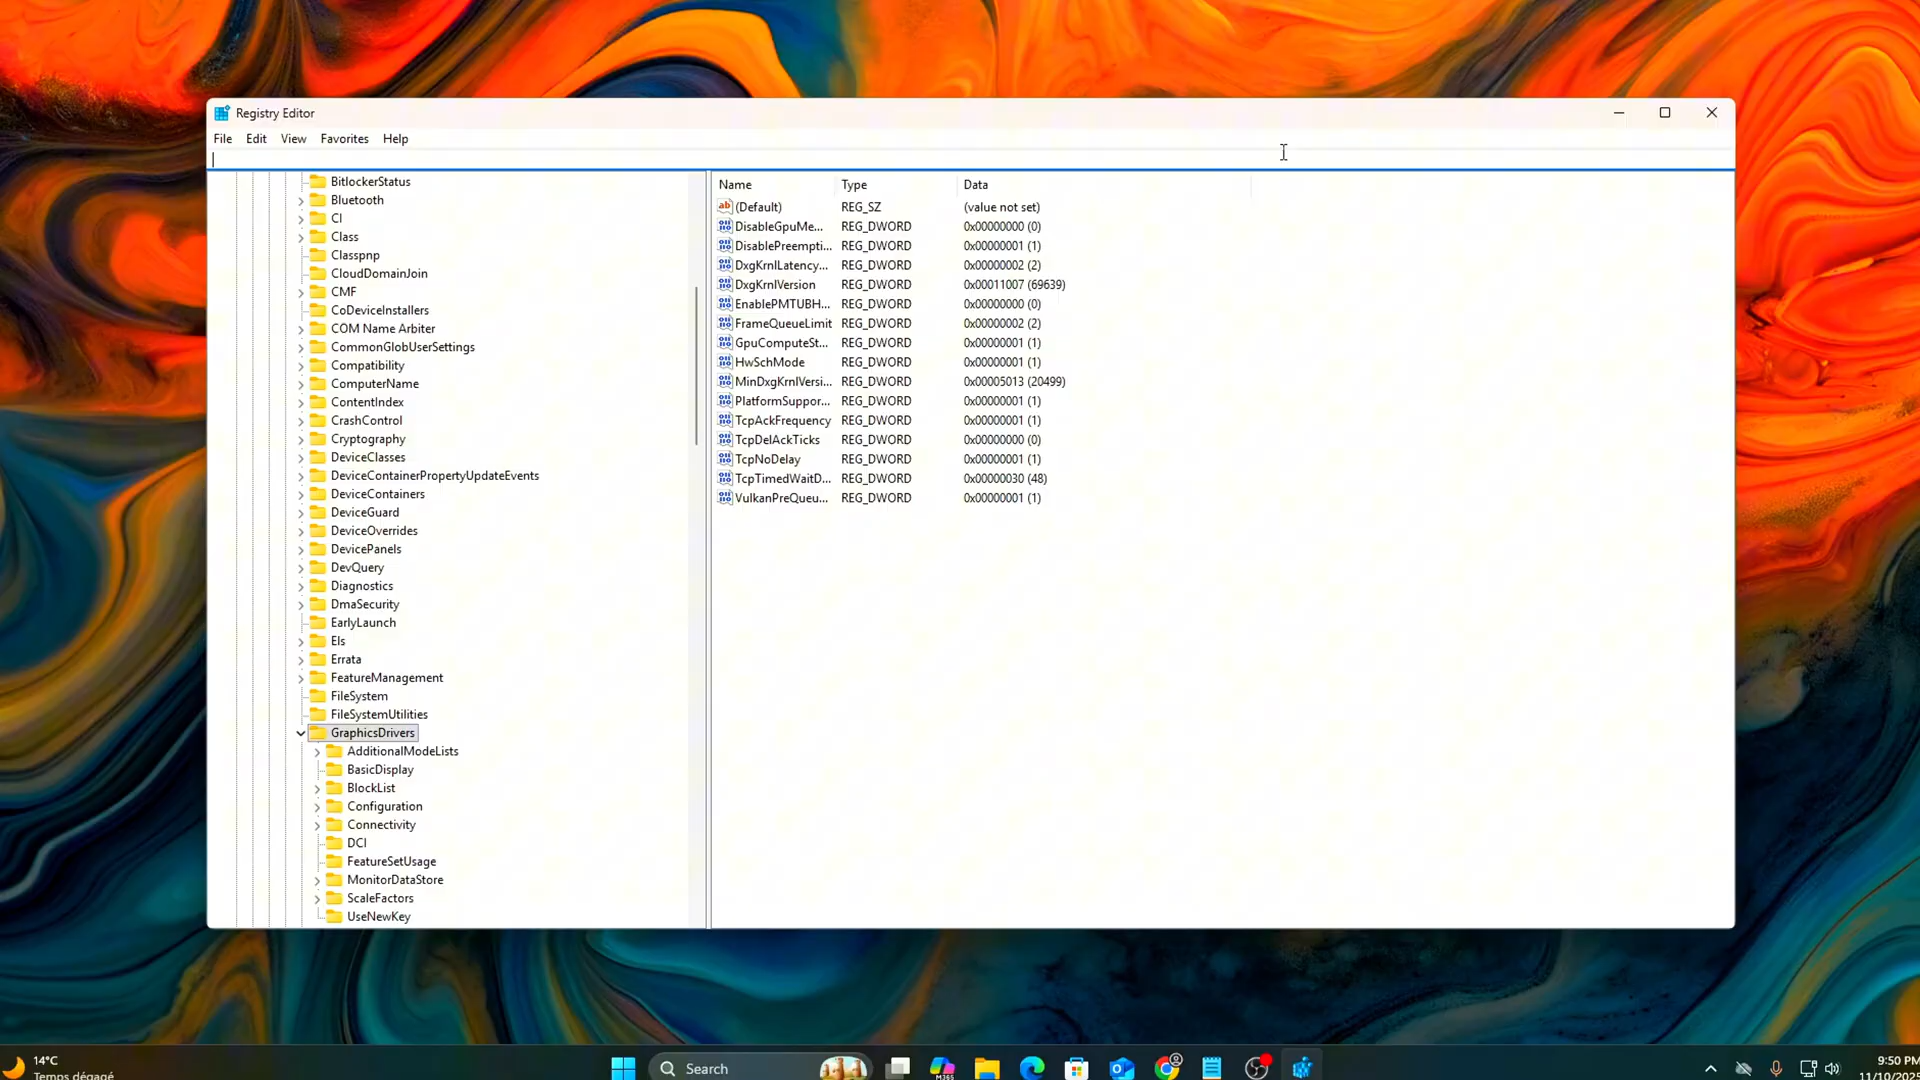 Registry Editor
File Edit View Favorites Help
BitlockerStatus
Bluetooth
CI
Class
Classpnp
CloudDomainJoin
CMF
CoDeviceInstallers
COM Name Arbiter
CommonGlobUserSettings
Compatibility
ComputerName
ContentIndex
CrashControl
Cryptography
DeviceClasses
DeviceContainerPropertyUpdateEvents
DeviceContainers
DeviceGuard
DeviceOverrides
DevicePanels
DevQuery
Diagnostics
DmaSecurity
EarlyLaunch
Els
Errata
FeatureManagement
FileSystem
FileSystemUtilities
GraphicsDrivers
AdditionalModeLists
BasicDisplay
BlockList
Configuration
Connectivity
DCI
FeatureSetUsage
MonitorDataStore
ScaleFactors
UseNewKey
Name Type Data
(Default) REG_SZ (value not set)
DisableGpuMe... REG_DWORD 0x00000000 (0)
DisablePreempti... REG_DWORD 0x00000001 (1)
DxgKrnlLatency... REG_DWORD 0x00000002 (2)
DxgKrnlVersion REG_DWORD 0x00011007 (69639)
EnablePMTUBH... REG_DWORD 0x00000000 (0)
FrameQueueLimit REG_DWORD 0x00000002 (2)
GpuComputeSt... REG_DWORD 0x00000001 (1)
HwSchMode REG_DWORD 0x00000001 (1)
MinDxgKrnlVersi... REG_DWORD 0x00005013 (20499)
PlatformSuppor... REG_DWORD 0x00000001 (1)
TcpAckFrequency REG_DWORD 0x00000001 (1)
TcpDelAckTicks REG_DWORD 0x00000000 (0)
TcpNoDelay REG_DWORD 0x00000001 (1)
TcpTimedWaitD... REG_DWORD 0x00000030 (48)
VulkanPreQueu... REG_DWORD 0x00000001 (1)
14°C
Temps dégagé
Search
M365
9:50 PM
11/10/2025